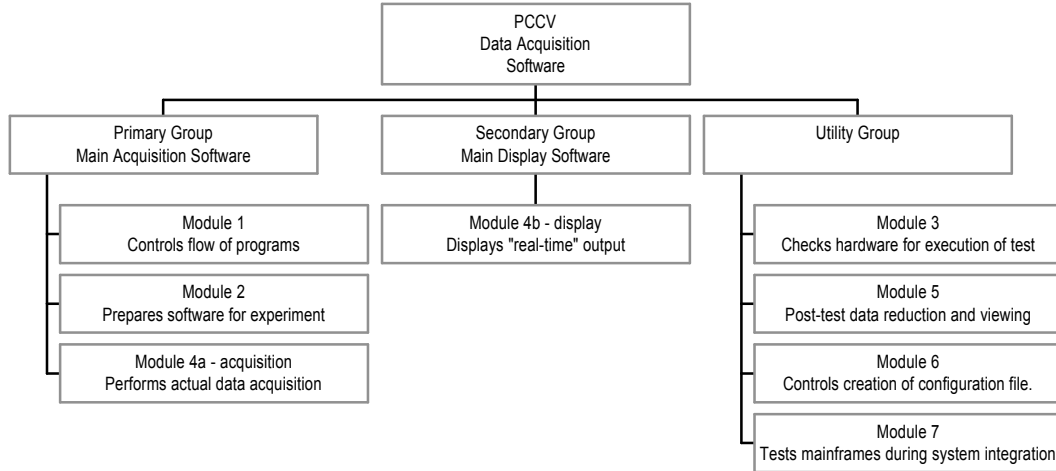 PCCV
Data Acquisition
Software
Primary Group
Main Acquisition Software
Secondary Group
Main Display Software
Utility Group
Module 1
Controls flow of programs
Module 2
Prepares software for experiment
Module 4a - acquisition
Performs actual data acquisition
Module 4b - display
Displays "real-time" output
Module 3
Checks hardware for execution of test
Module 5
Post-test data reduction and viewing
Module 6
Controls creation of configuration file.
Module 7
Tests mainframes during system integration